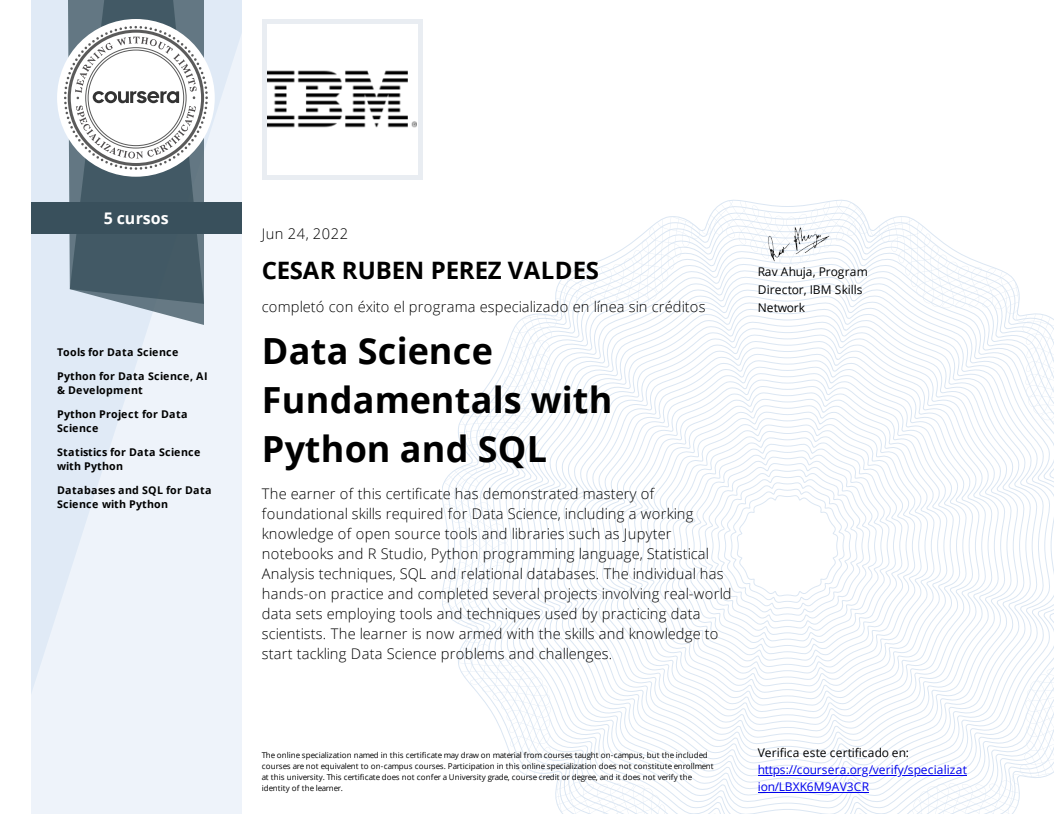 LEARNING WITHOUT LIMITS
coursera
SPECIALIZATION CERTIFICATE
IBM
5 cursos
Tools for Data Science
Python for Data Science, AI
& Development
Python Project for Data
Science
Statistics for Data Science
with Python
Databases and SQL for Data
Science with Python
Jun 24, 2022
CESAR RUBEN PEREZ VALDES
completó con éxito el programa especializado en línea sin créditos
Data Science
Fundamentals with
Python and SQL
The earner of this certificate has demonstrated mastery of
foundational skills required for Data Science, including a working
knowledge of open source tools and libraries such as Jupyter
notebooks and R Studio, Python programming language, Statistical
Analysis techniques, SQL and relational databases. The individual has
hands-on practice and completed several projects involving real-world
data sets employing tools and techniques used by practicing data
scientists. The learner is now armed with the skills and knowledge to
start tackling Data Science problems and challenges.
Rav Ahuja, Program
Director, IBM Skills
Network
The online specialization named in this certificate may draw on material from courses taught on-campus, but the included
courses are not equivalent to on-campus courses. Participation in this online specialization does not constitute enrollment
at this university. This certificate does not confer a University grade, course credit or degree, and it does not verify the
identity of the learner.
Verifica este certificado en:
https://coursera.org/verify/specializat
ion/LBXK6M9AV3CR